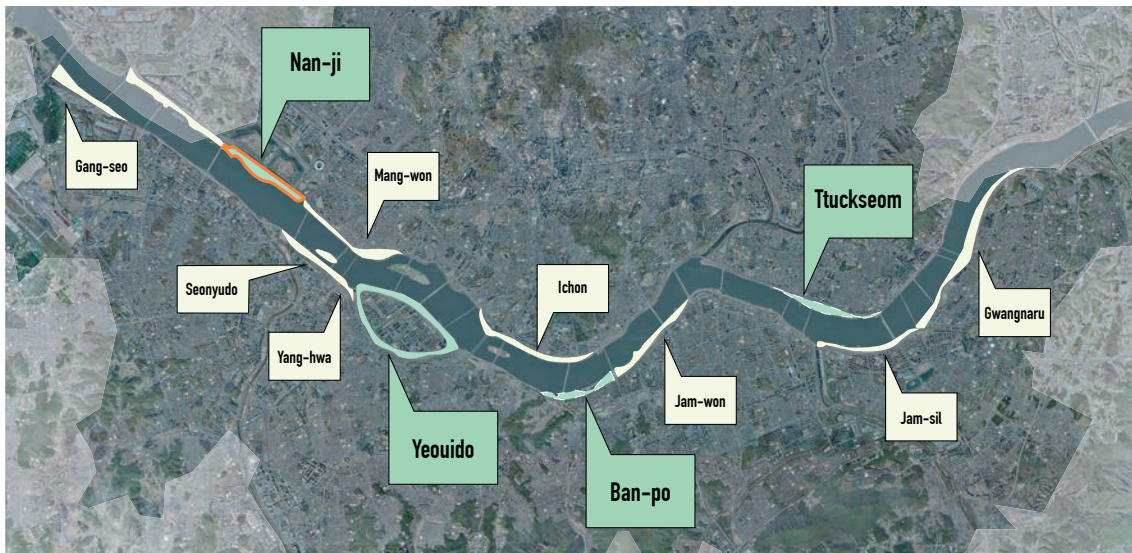 Nan-ji
Gang-seo
Mang-won
Ttuckseom
Seonyudo
Ichon
Gwangnaru
Yang-hwa
Jam-won
Jam-sil
Yeouido
Ban-po